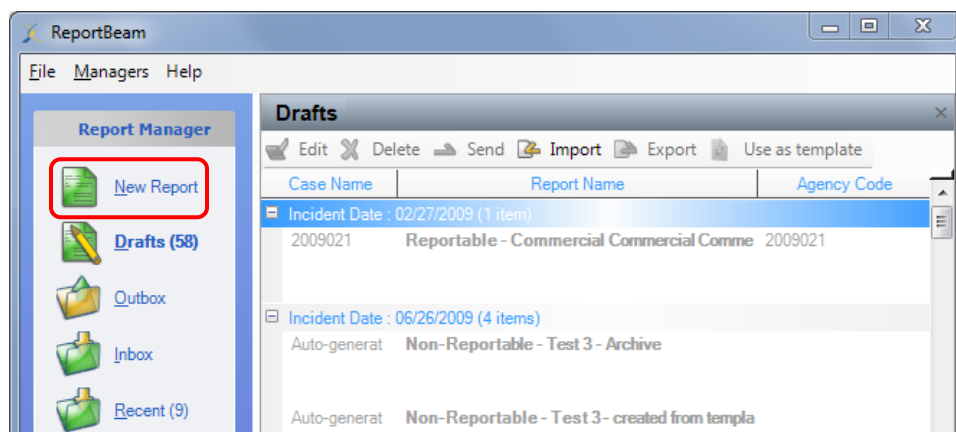 ReportBeam
File Managers Help
Report Manager
New Report
Drafts (58)
Outbox
Inbox
Recent (9)
Drafts
Edit Delete Send Import Export Use as template
Case Name Report Name Agency Code
Incident Date : 02/27/2009 (1 item)
2009021 Reportable - Commercial Commercial Comme 2009021
Incident Date : 06/26/2009 (4 items)
Auto-generat Non-Reportable - Test 3 - Archive
Auto-generat Non-Reportable - Test 3 - created from templa